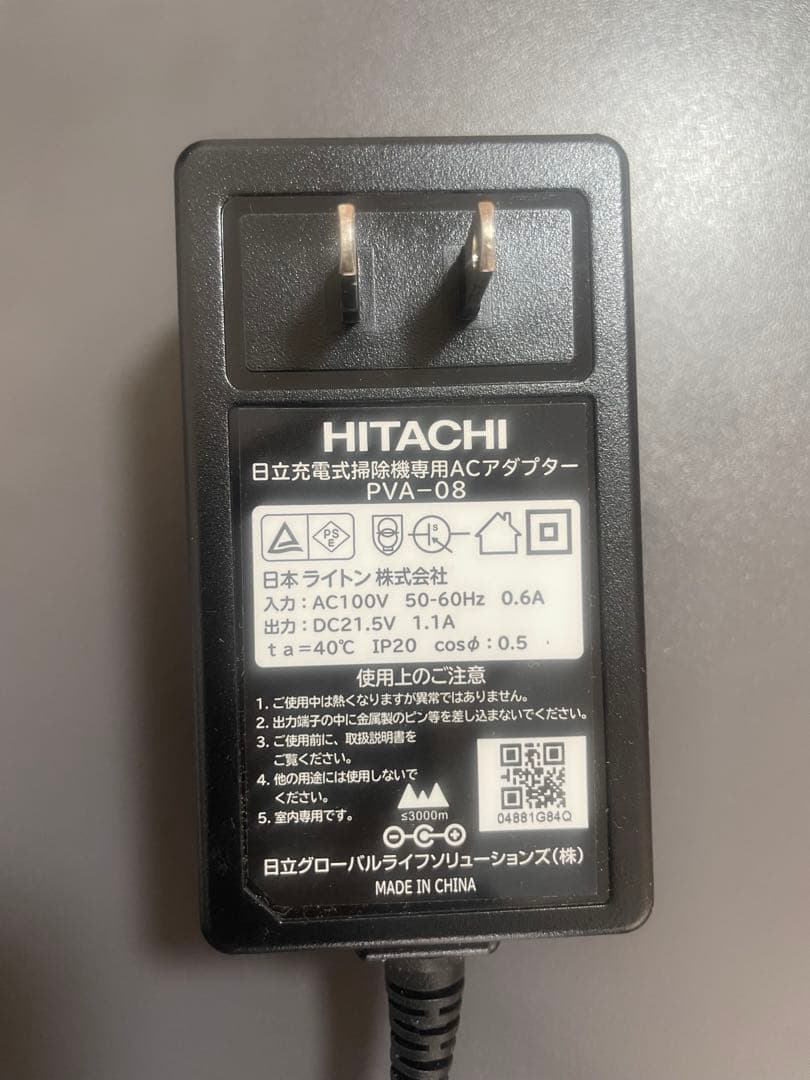 HITACHI
日立充電式掃除機専用ACアダプター
PVA-08
PS
E
S
日本 ライトン 株式会社
入力：AC100V 50-60Hz 0.6A
出力：DC21.5V 1.1A
ta=40℃ IP20 cosφ：0.5
使用上のご注意
1. ご使用中は熱くなりますが異常ではありません。
2. 出力端子の中に金属製のピン等を差し込まないでください。
3. ご使用前に、取扱説明書を
ご覧ください。
4. 他の用途には使用しないで
ください。
5. 室内専用です。
≤3000m
04881G84Q
日立グローバルライフソリューションズ(株)
MADE IN CHINA